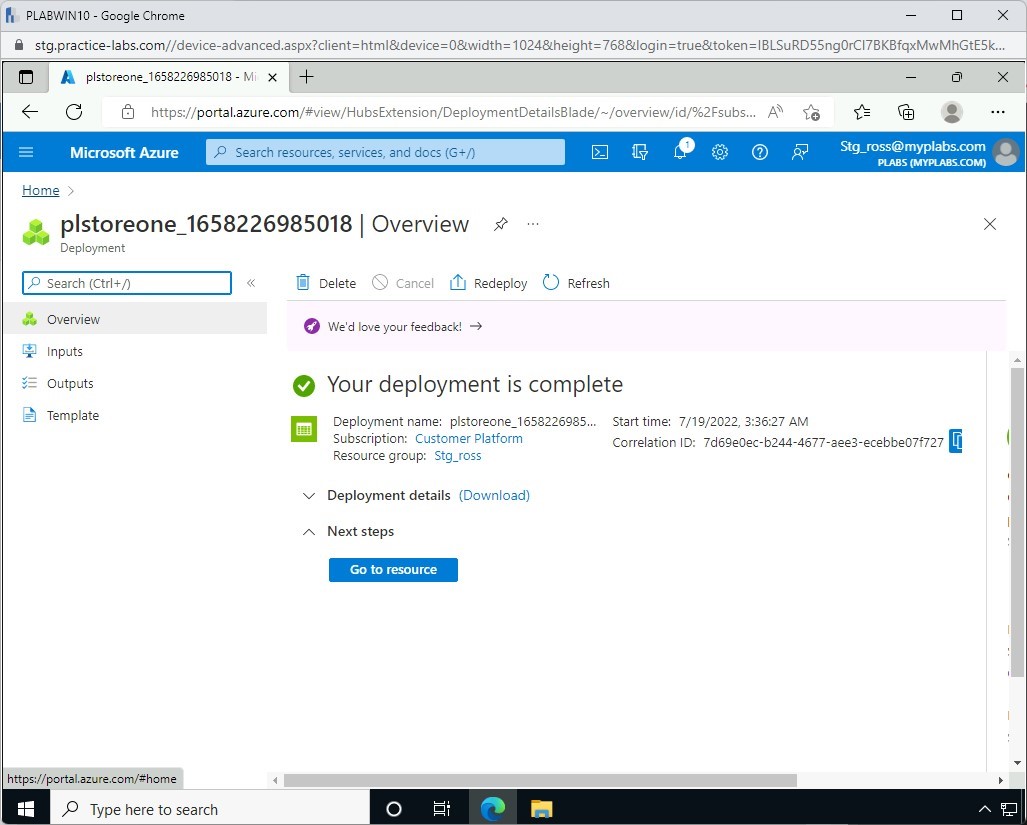 PLABWIN10 - Google Chrome
stg.practice-labs.com//device-advanced.aspx?client=html&device=0&width=1024&height=768&login=true&token=IBLSuRD55ng0rCI7BKBfqxMwMhGtE5k...
plstoreone_1658226985018 - Mi
https://portal.azure.com/#view/HubsExtension/DeploymentDetailsBlade/~/overview/id/%2Fsubs...
Microsoft Azure
Search resources, services, and docs (G+/)
1
Stg_ross@myplabs.com
PLABS (MYPLABS.COM)
Home
plstoreone_1658226985018 | Overview
Deployment
Search (Ctrl+/)
Delete
Cancel
Redeploy
Refresh
Overview
Inputs
Outputs
Template
We'd love your feedback!
Your deployment is complete
Deployment name: plstoreone_1658226985...
Subscription: Customer Platform
Resource group: Stg_ross
Start time: 7/19/2022, 3:36:27 AM
Correlation ID: 7d69e0ec-b244-4677-aee3-ecebbe07f727
Deployment details (Download)
Next steps
Go to resource
https://portal.azure.com/#home
Type here to search